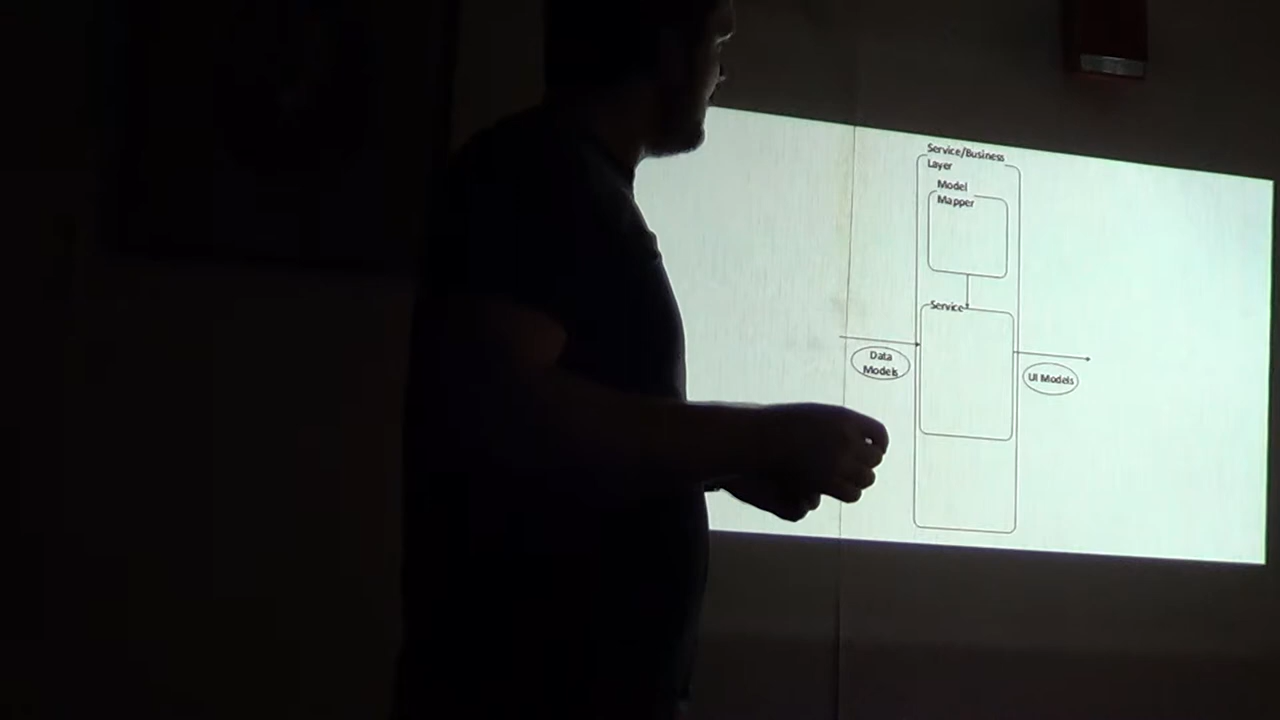 Service/Business
Layer
Model
Mapper
Service
Data
Models
UI Models